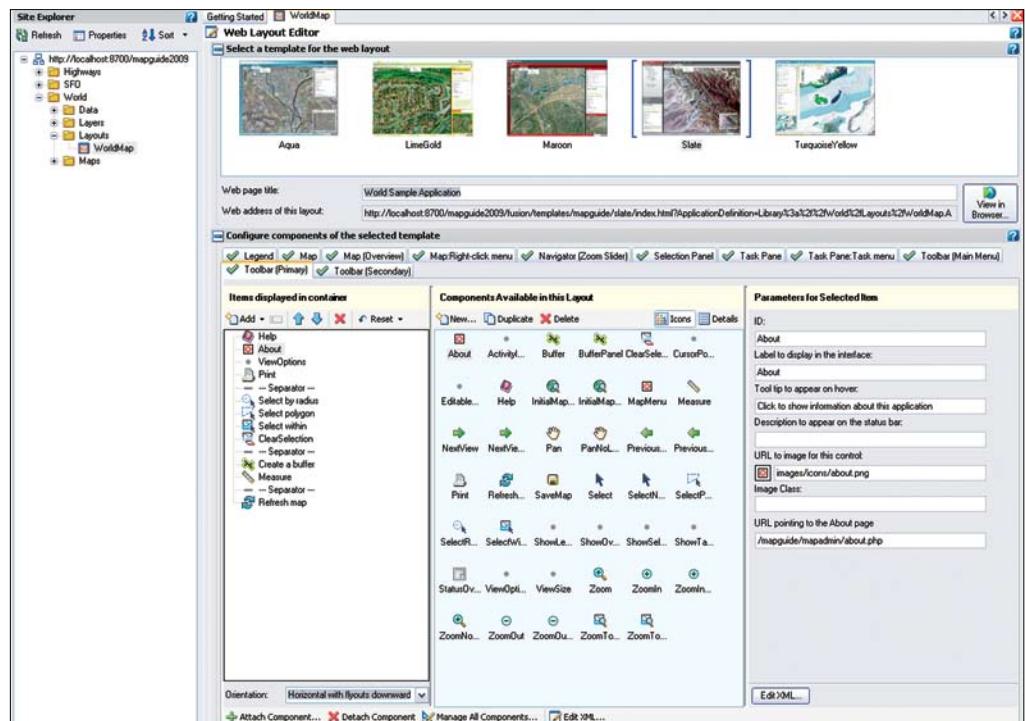 Site Explorer
Refresh Properties Sort
http://localhost:8700/mapguide2009
Highways
SFO
World
Data
Layers
Layouts
WorldMap
Maps
Getting Started WorldMap
Web Layout Editor
Select a template for the web layout
Aqua LimeGold Maroon Slate TurquoiseYellow
Web page title: World Sample Application
Web address of this layout: http://localhost:8700/mapguide2009/fusion/templates/mapguide/slate/index.html?ApplicationDefinition=Library%3a%2f%2fWorld%2fLayouts%2fWorldMap.A
View in Browser...
Configure components of the selected template
Legend Map Map (Overview) Map:Right-click menu Navigator (Zoom Slider) Selection Panel Task Pane Task Pane:Task menu Toolbar (Main Menu)
Toolbar (Primary) Toolbar (Secondary)
Items displayed in container
Add Reset
Help
About
ViewOptions
Print
--- Separator ---
Select by radius
Select polygon
Select within
ClearSelection
--- Separator ---
Create a buffer
Measure
--- Separator ---
Refresh map
Orientation: Horizontal with flyouts downward
Components Available in this Layout
New... Duplicate Delete Icons Details
About ActivityI... Buffer BufferPanel ClearSele... CursorPo...
Editable... Help InitialMap... InitialMap... MapMenu Measure
NextView NextVie... Pan PanNoL... Previous... Previous...
Print Refresh... SaveMap Select SelectN... SelectP...
SelectR... SelectWi... ShowLe... ShowOv... ShowSel... ShowTa...
StatusOv... ViewOpti... ViewSize Zoom ZoomIn ZoomIn...
ZoomNo... ZoomOut ZoomOu... ZoomTo... ZoomTo...
Parameters for Selected Item
ID:
About
Label to display in the interface:
About
Tool tip to appear on hover:
Click to show information about this application
Description to appear on the status bar:
URL to image for this control:
images/icons/about.png
Image Class:
URL pointing to the About page
/mapguide/mapadmin/about.php
Edit XML...
Attach Component... Detach Component Manage All Components... Edit XML...